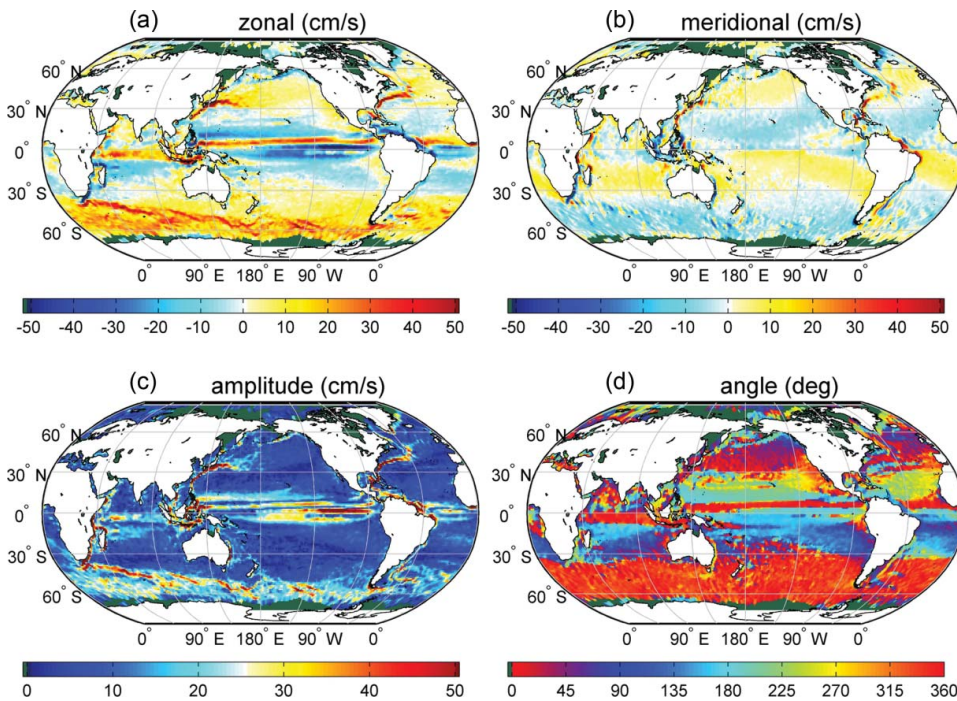 (a) zonal (cm/s)
60° N
30° N
0°
30° S
60° S
0° 90° E 180° E 90° W 0°
-50 -40 -30 -20 -10 0 10 20 30 40 50
(b) meridional (cm/s)
60° N
30° N
0°
30° S
60° S
0° 90° E 180° E 90° W 0°
-50 -40 -30 -20 -10 0 10 20 30 40 50
(c) amplitude (cm/s)
60° N
30° N
0°
30° S
60° S
0° 90° E 180° E 90° W 0°
0 10 20 30 40 50
(d) angle (deg)
60° N
30° N
0°
30° S
60° S
0° 90° E 180° E 90° W 0°
0 45 90 135 180 225 270 315 360